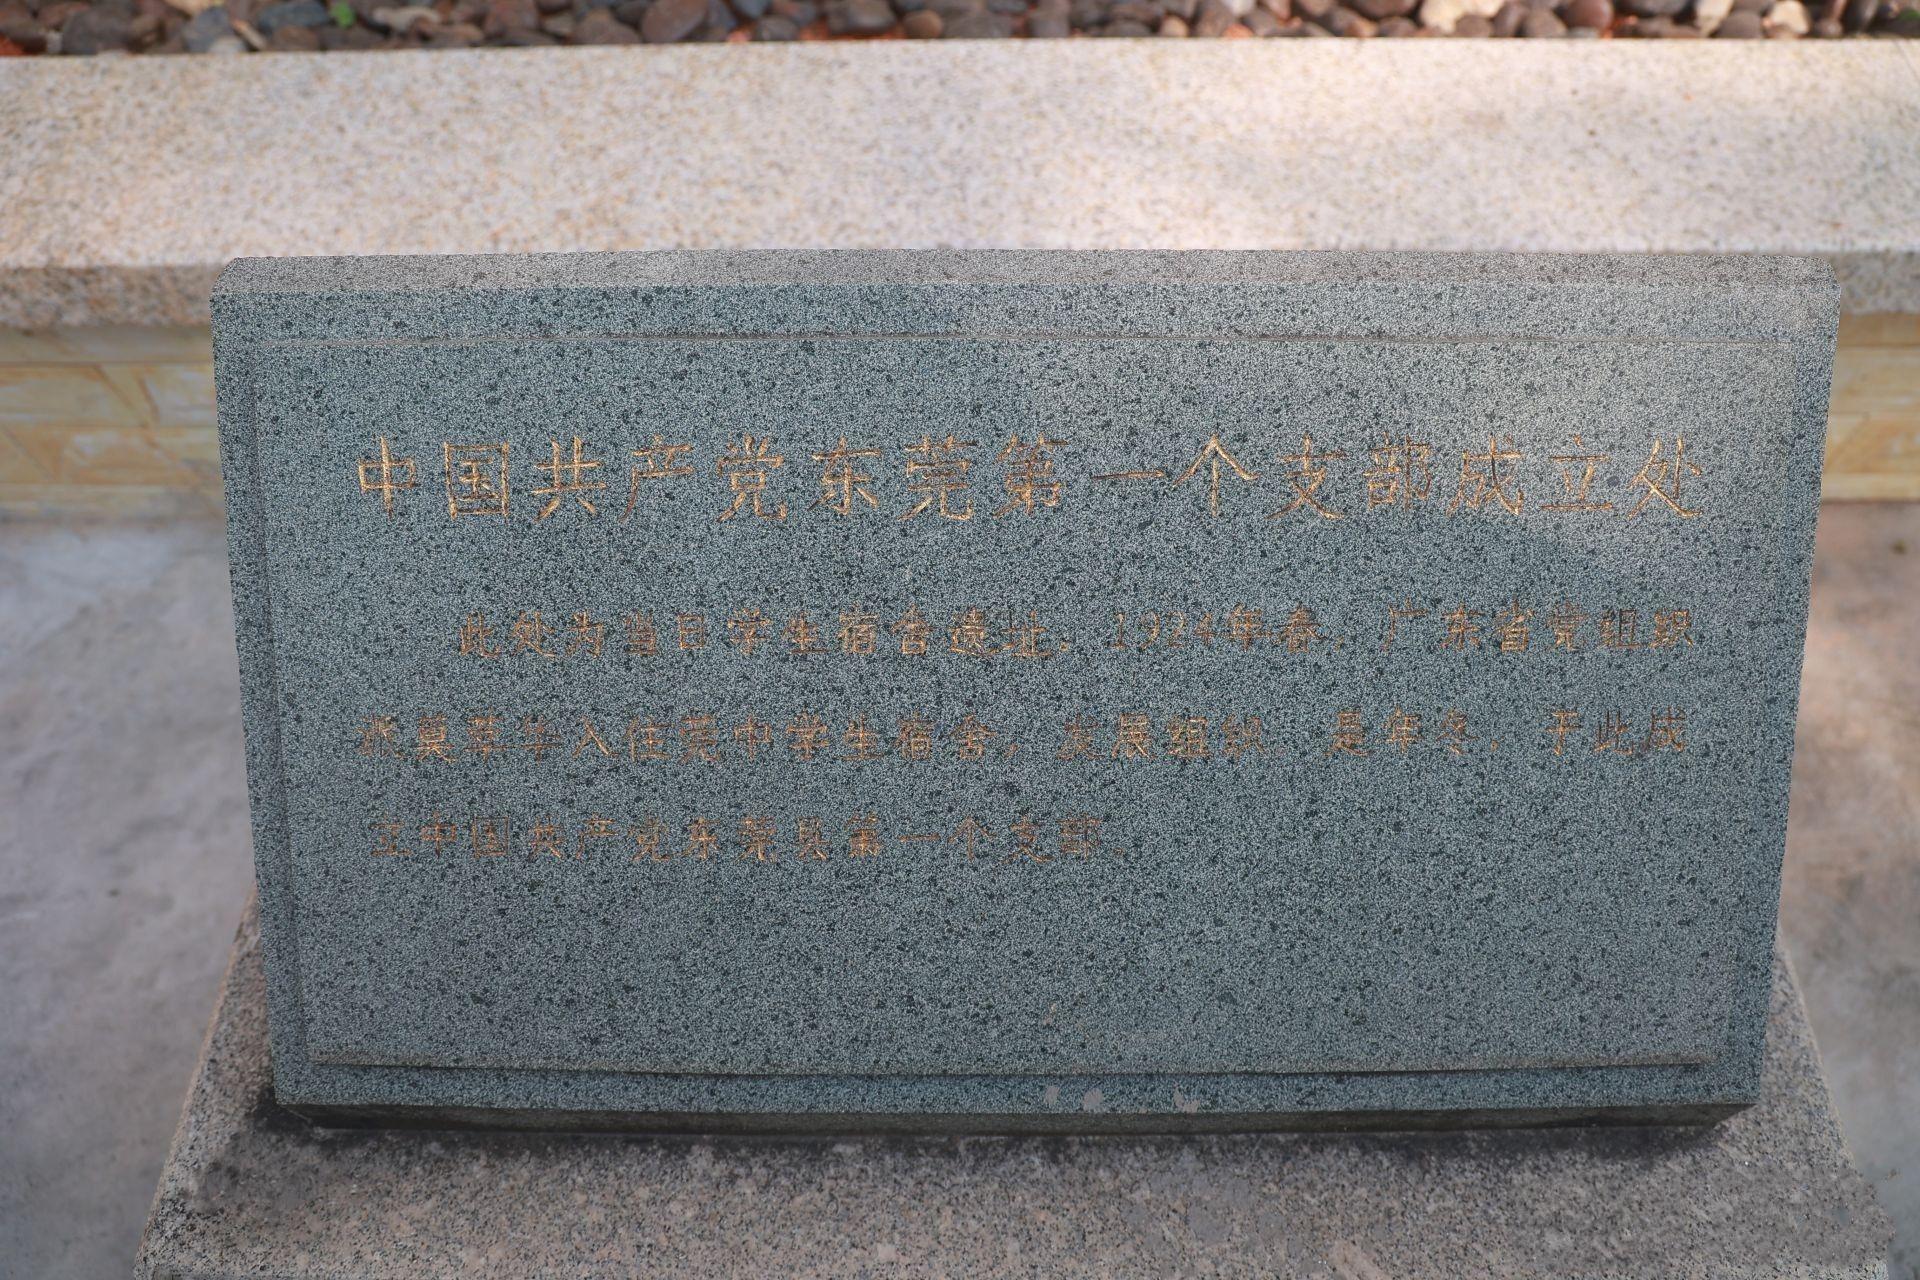 中国共产党东莞第一个支部成立处
此处为当日学生宿舍遗址。1924年春，广东省党组织
派莫萃华入住莞中学生宿舍，发展组织。是年冬，于此成
立中国共产党东莞县第一个支部。